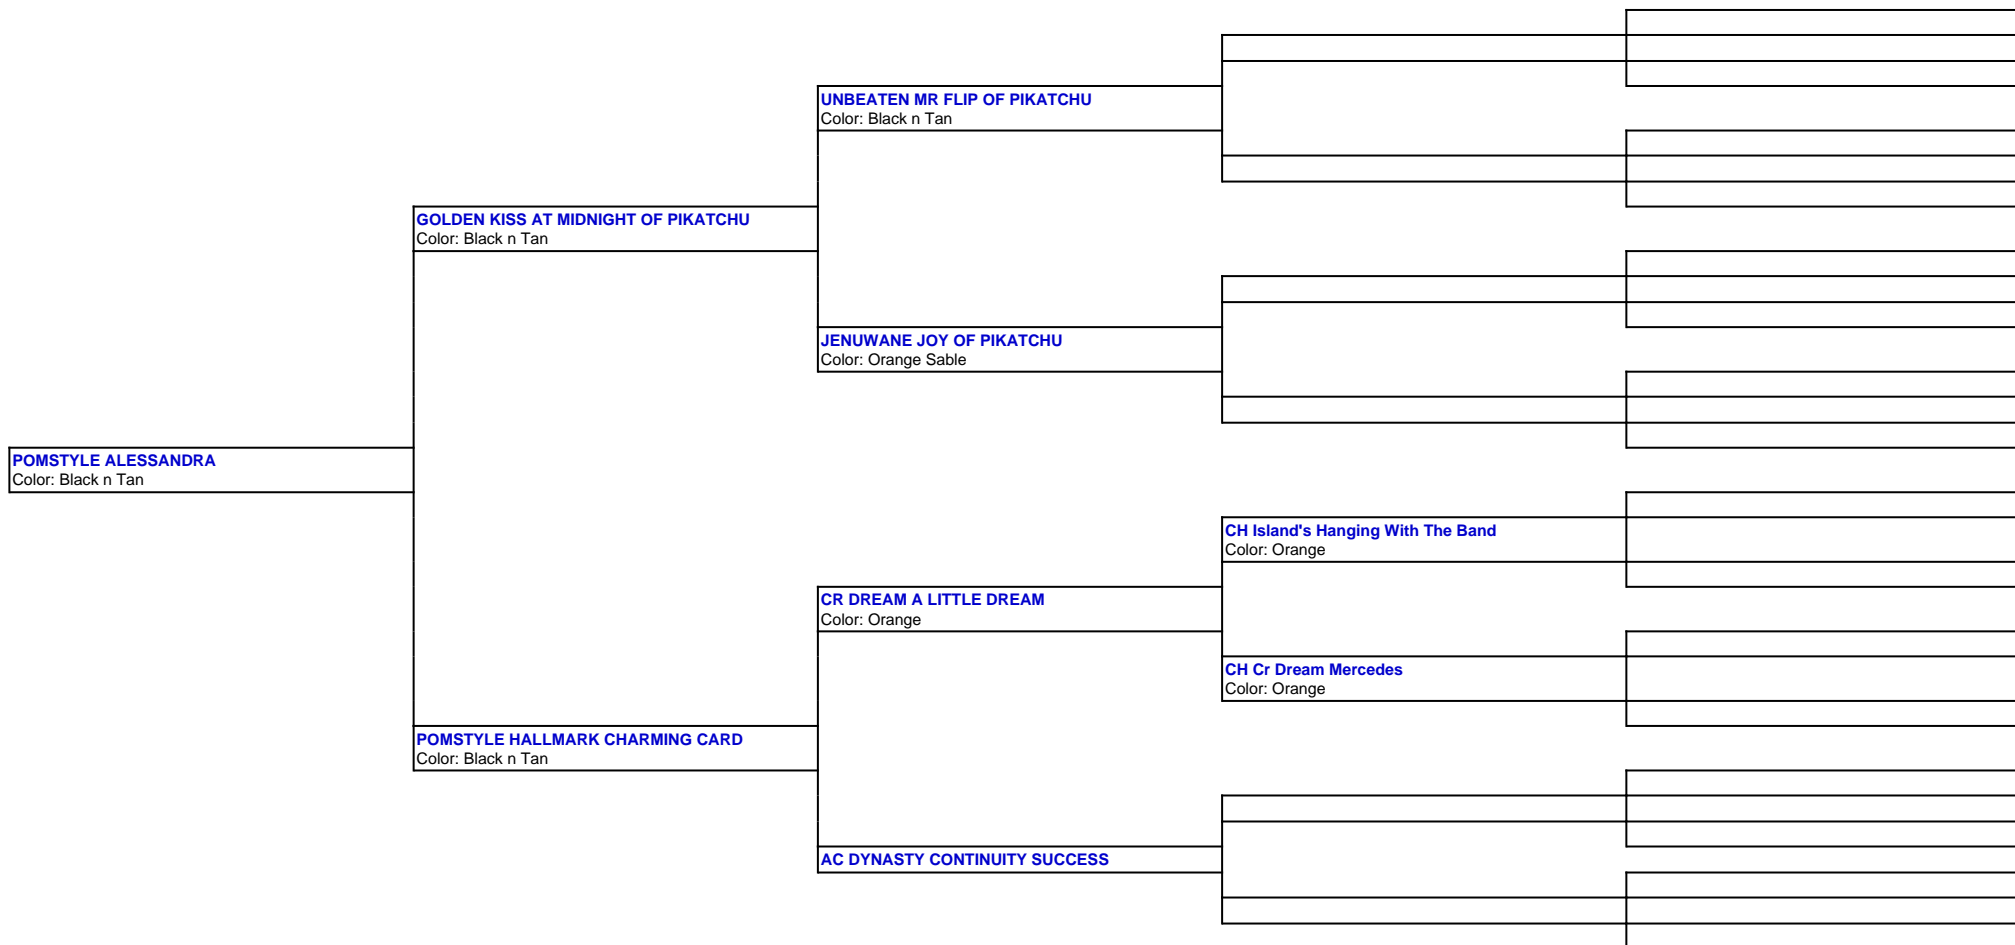 UNBEATEN MR FLIP OF PIKATCHU
Color: Black n Tan
GOLDEN KISS AT MIDNIGHT OF PIKATCHU
Color: Black n Tan
JENUWANE JOY OF PIKATCHU
Color: Orange Sable
POMSTYLE ALESSANDRA
Color: Black n Tan
CH Island's Hanging With The Band
Color: Orange
CR DREAM A LITTLE DREAM
Color: Orange
CH Cr Dream Mercedes
Color: Orange
POMSTYLE HALLMARK CHARMING CARD
Color: Black n Tan
AC DYNASTY CONTINUITY SUCCESS